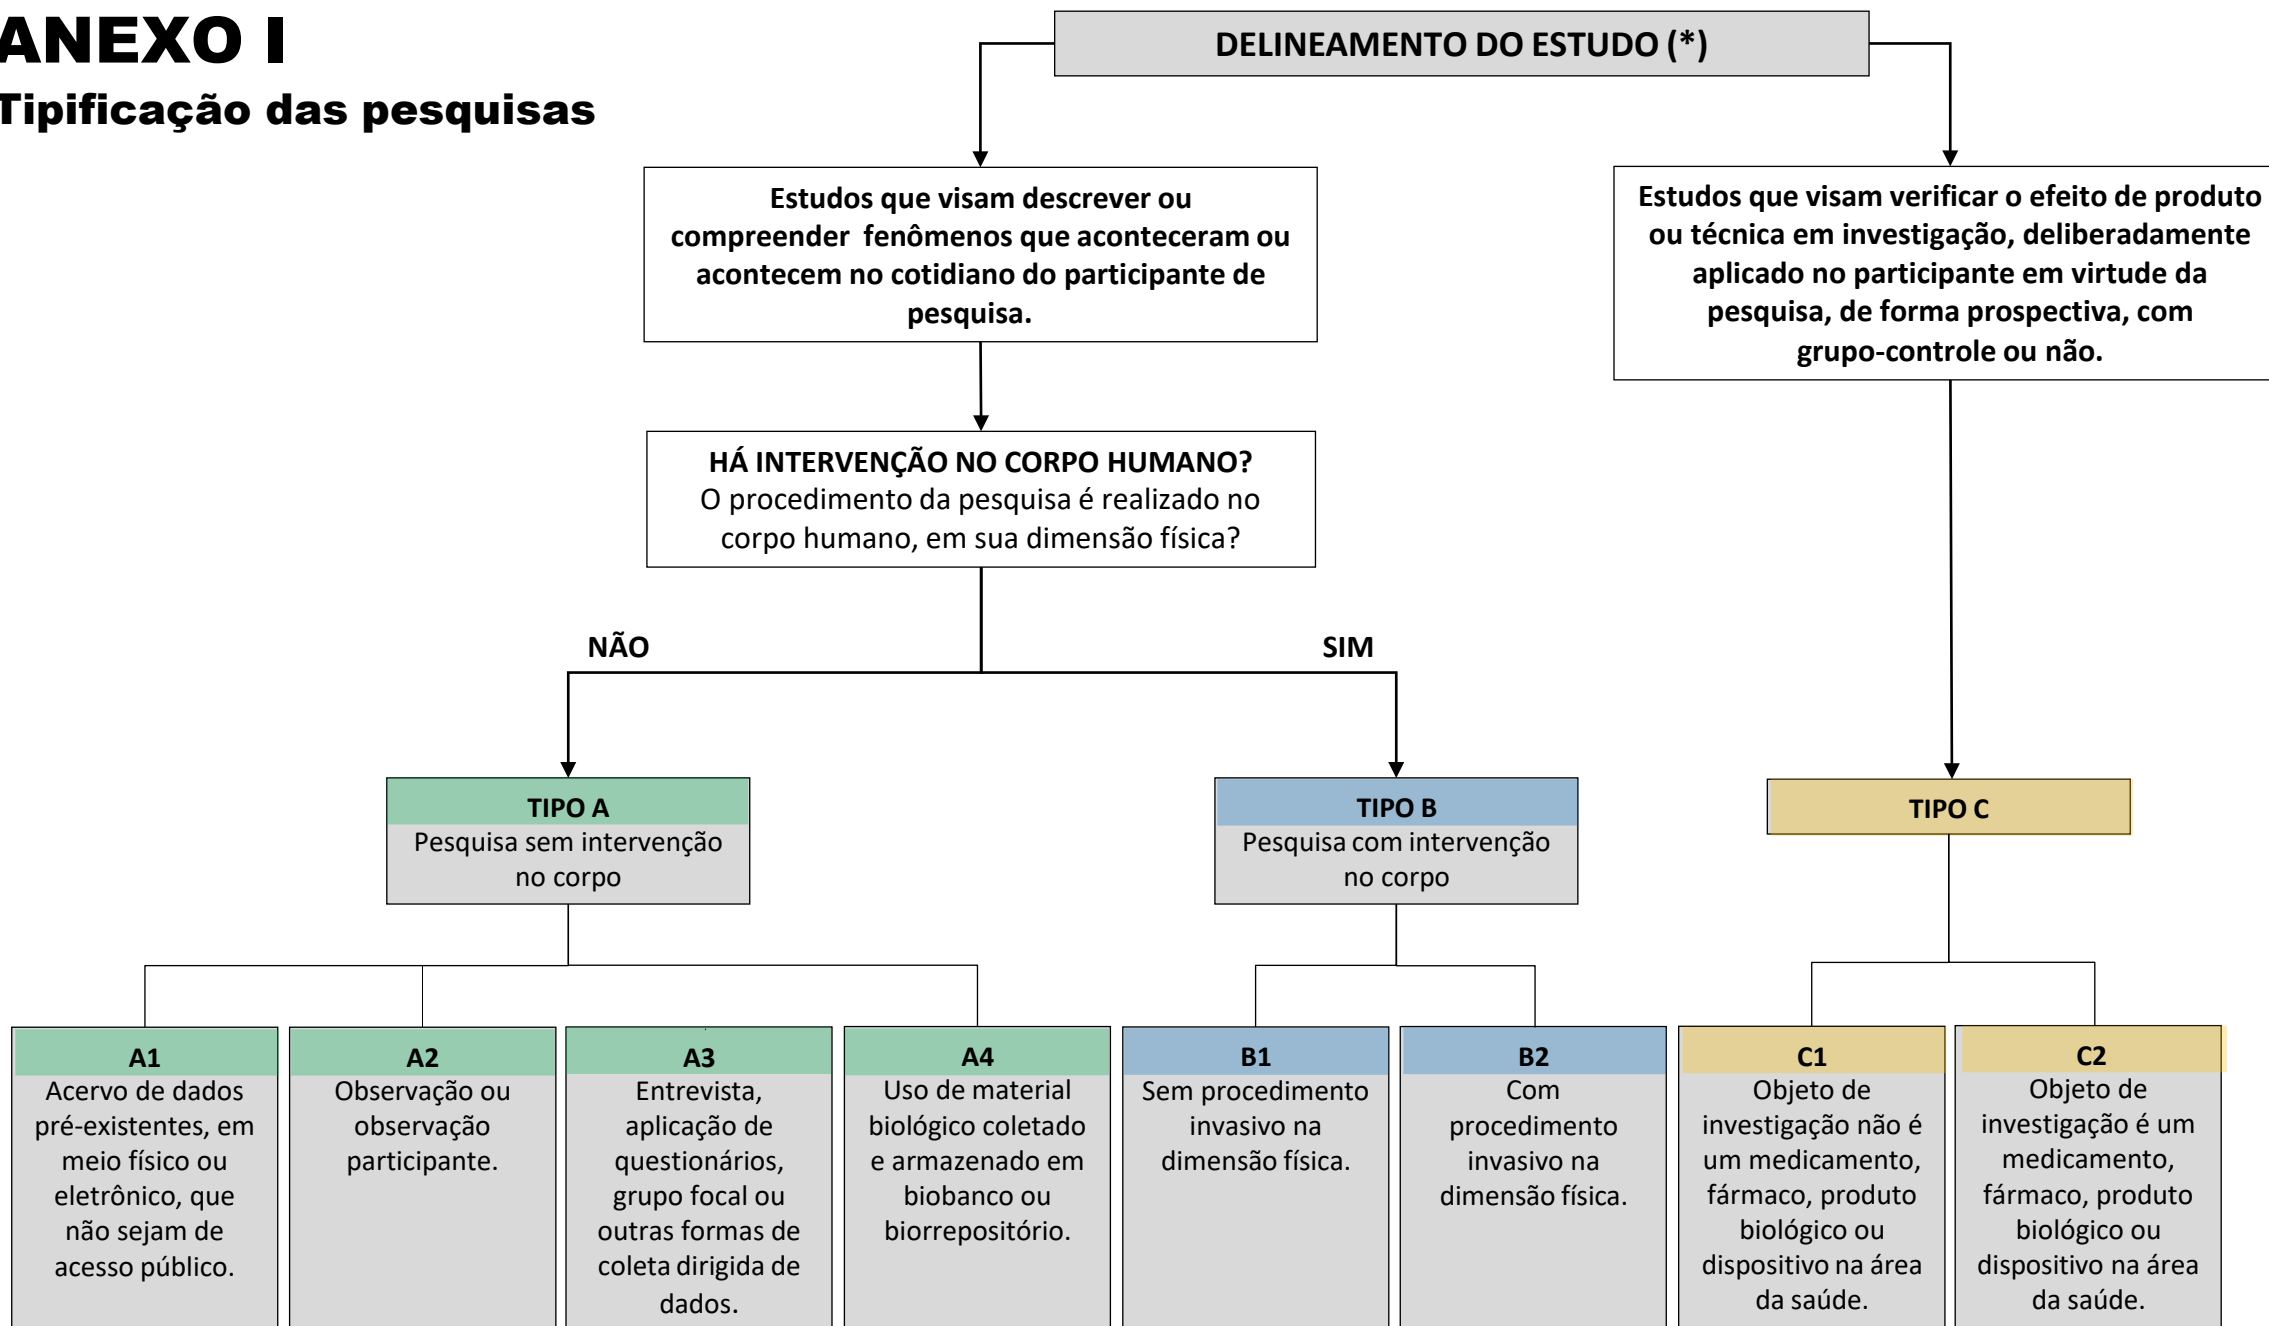 ANEXO I
Tipificação das pesquisas
DELINEAMENTO DO ESTUDO (*)
Estudos que visam descrever ou
compreender fenômenos que aconteceram ou
acontecem no cotidiano do participante de
pesquisa.
Estudos que visam verificar o efeito de produto
ou técnica em investigação, deliberadamente
aplicado no participante em virtude da
pesquisa, de forma prospectiva, com
grupo-controle ou não.
HÁ INTERVENÇÃO NO CORPO HUMANO?
O procedimento da pesquisa é realizado no
corpo humano, em sua dimensão física?
NÃO
SIM
TIPO A
Pesquisa sem intervenção
no corpo
TIPO B
Pesquisa com intervenção
no corpo
TIPO C
A1
Acervo de dados
pré-existentes, em
meio físico ou
eletrônico, que
não sejam de
acesso público.
A2
Observação ou
observação
participante.
A3
Entrevista,
aplicação de
questionários,
grupo focal ou
outras formas de
coleta dirigida de
dados.
A4
Uso de material
biológico coletado
e armazenado em
biobanco ou
biorrepositório.
B1
Sem procedimento
invasivo na
dimensão física.
B2
Com
procedimento
invasivo na
dimensão física.
C1
Objeto de
investigação não é
um medicamento,
fármaco, produto
biológico ou
dispositivo na área
da saúde.
C2
Objeto de
investigação é um
medicamento,
fármaco, produto
biológico ou
dispositivo na área
da saúde.